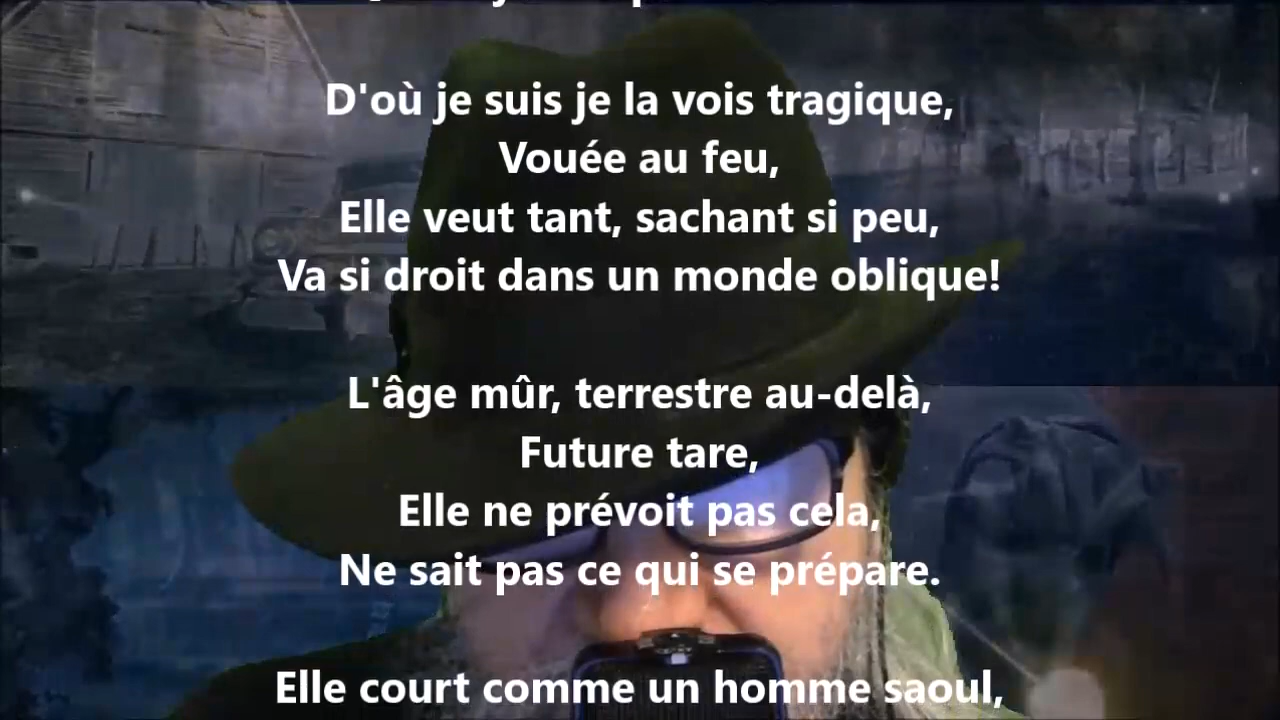 D'où je suis je la vois tragique,
Vouée au feu,
Elle veut tant, sachant si peu,
Va si droit dans un monde oblique!
L'âge mûr, terrestre au-delà,
Future tare,
Elle ne prévoit pas cela,
Ne sait pas ce qui se prépare.
Elle court comme un homme saoul,